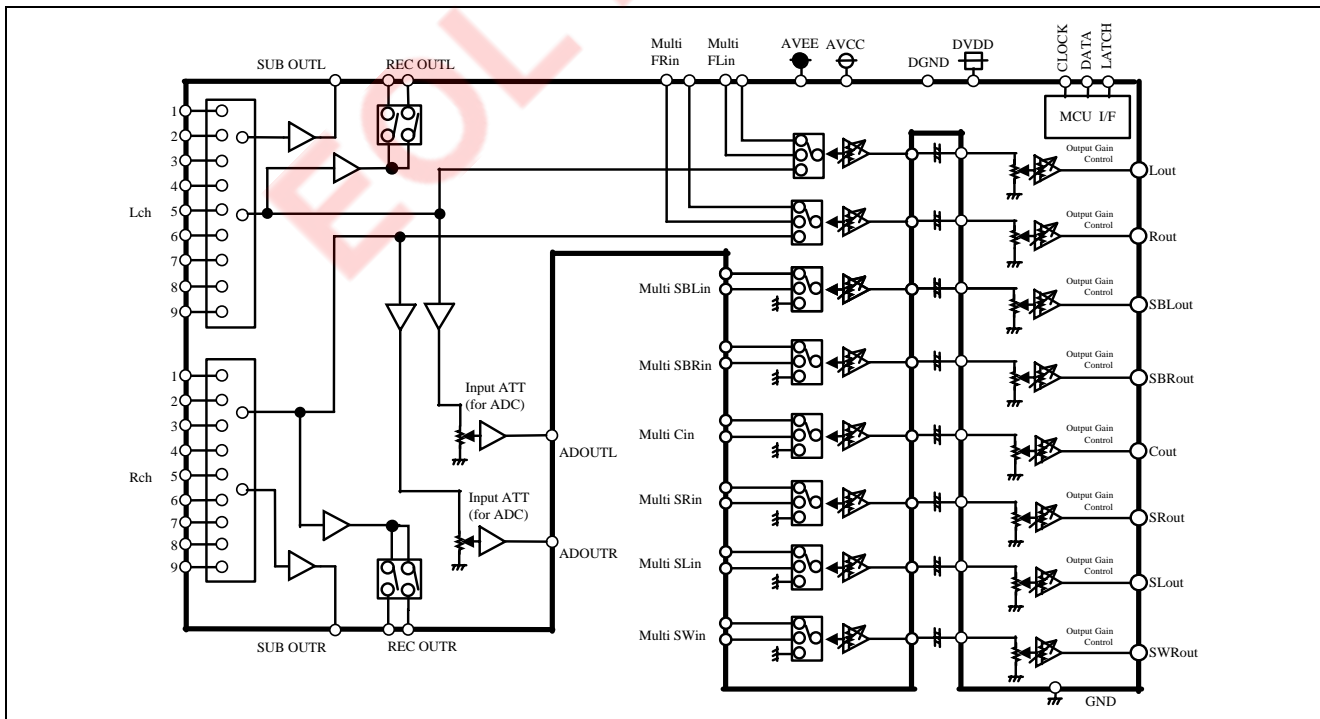 Multi FRin
Multi FLin
AVEE
AVCC
DGND
DVDD
CLOCK
DATA
LATCH
SUB OUTL
REC OUTL
MCU I/F
1
2
3
4
Lch 5
6
7
8
9
Output Gain Control
Lout
Output Gain Control
Rout
Multi SBLin
Output Gain Control
SBLout
Multi SBRin
Output Gain Control
SBRout
1
2
3
4
Rch 5
6
7
8
9
Input ATT
(for ADC)
ADOUTL
Multi Cin
Output Gain Control
Cout
Input ATT
(for ADC)
ADOUTR
Multi SRin
Output Gain Control
SRout
Multi SLin
Output Gain Control
SLout
Multi SWin
Output Gain Control
SWRout
SUB OUTR
REC OUTR
GND
EOL